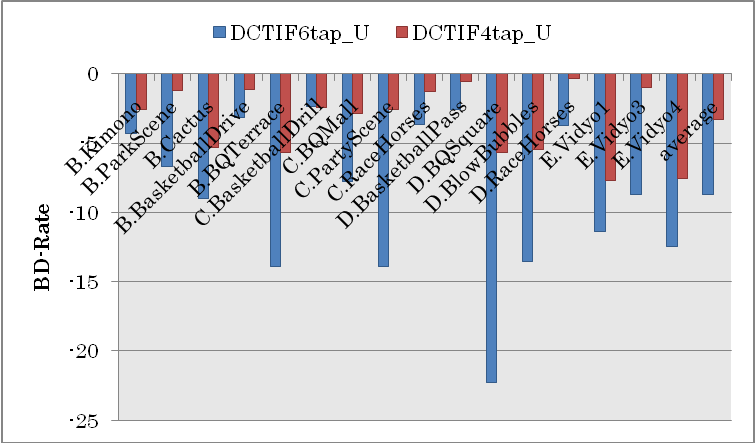 DCTIF6tap_U DCTIF4tap_U
0
-5
-10
-15
-20
-25
BD-Rate
B.Kimono
B.ParkScene
B.Cactus
B.BasketballDrive
B.BQTerrace
C.BasketballDrill
C.BQMall
C.PartyScene
C.RaceHorses
D.BasketballPass
D.BQSquare
D.BlowBubbles
D.RaceHorses
E.Vidyo1
E.Vidyo3
E.Vidyo4
average